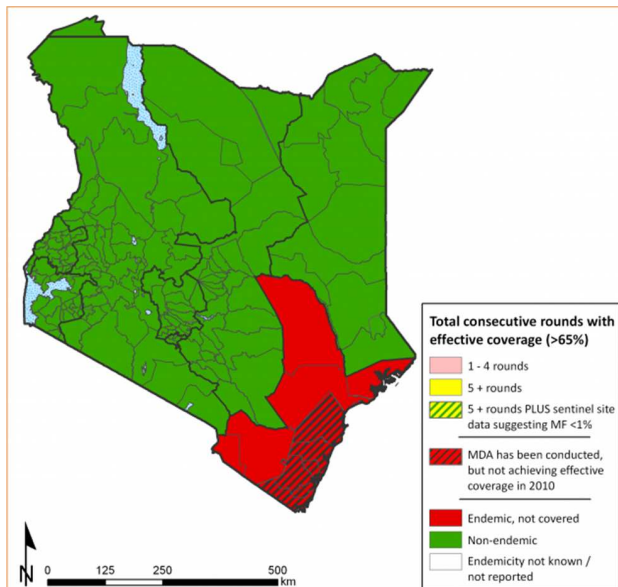 Total consecutive rounds with
effective coverage (>65%)
1 - 4 rounds
5 + rounds
5 + rounds PLUS sentinel site
data suggesting MF <1%
MDA has been conducted,
but not achieving effective
coverage in 2010
Endemic, not covered
Non-endemic
Endemicity not known /
not reported
N
0 125 250 500
km